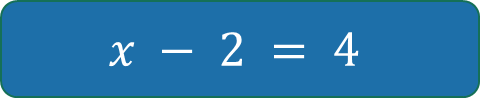 x − 2 = 4